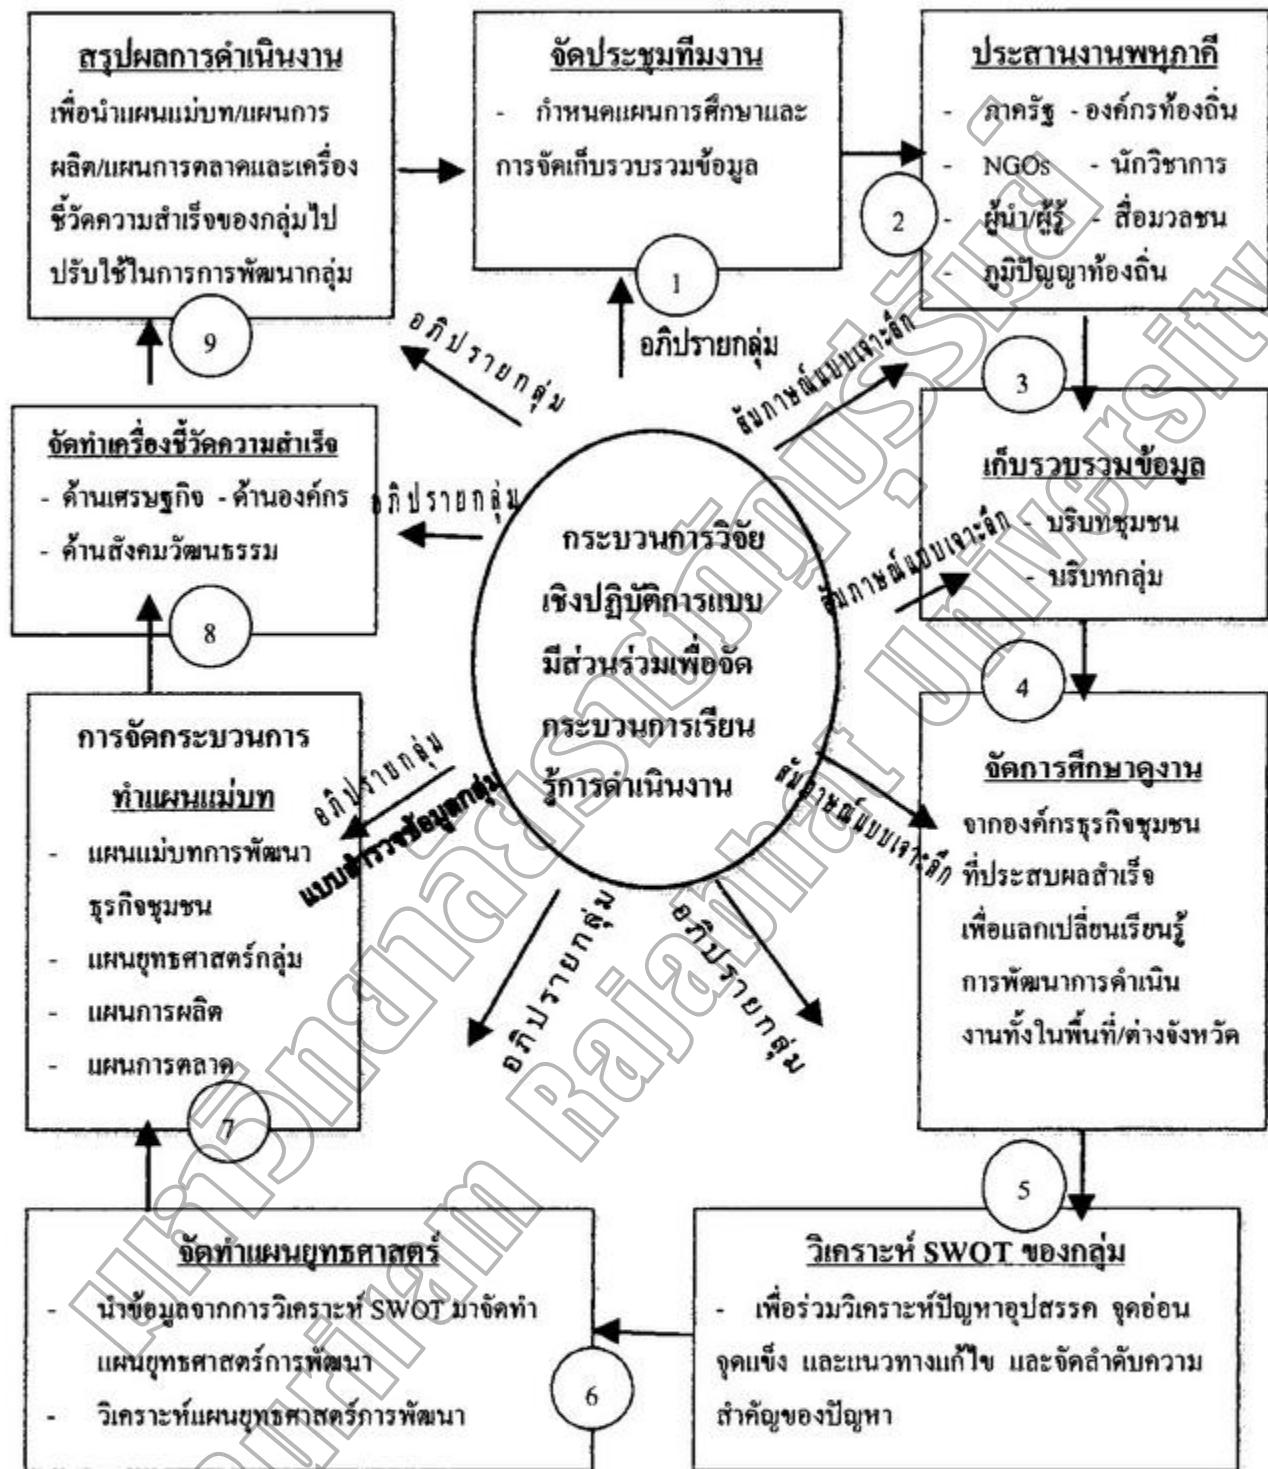 จัดประชุมทีมงาน
- กำหนดแผนการศึกษาและ
การจัดเก็บรวบรวมข้อมูล
1
อภิปรายกลุ่ม
ประสานงานพหุภาคี
- ภาครัฐ - องค์กรท้องถิ่น
- NGOs - นักวิชาการ
- ผู้นำ/ผู้รู้ - สื่อมวลชน
- ภูมิปัญญาท้องถิ่น
2
สัมภาษณ์แบบเจาะลึก
3
เก็บรวบรวมข้อมูล
- บริบทชุมชน
- บริบทกลุ่ม
สัมภาษณ์แบบเจาะลึก
4
จัดการศึกษาดูงาน
จากองค์กรธุรกิจชุมชน
ที่ประสบผลสำเร็จ
เพื่อแลกเปลี่ยนเรียนรู้
การพัฒนาการดำเนิน
งานทั้งในพื้นที่/ต่างจังหวัด
สัมภาษณ์แบบเจาะลึก
5
วิเคราะห์ SWOT ของกลุ่ม
- เพื่อร่วมวิเคราะห์ปัญหาอุปสรรค จุดอ่อน
จุดแข็ง และแนวทางแก้ไข และจัดลำดับความ
สำคัญของปัญหา
อภิปรายกลุ่ม
6
จัดทำแผนยุทธศาสตร์
- นำข้อมูลจากการวิเคราะห์ SWOT มาจัดทำ
แผนยุทธศาสตร์การพัฒนา
- วิเคราะห์แผนยุทธศาสตร์การพัฒนา
อภิปรายกลุ่ม
7
การจัดกระบวนการ
ทำแผนแม่บท
- แผนแม่บทการพัฒนา
ธุรกิจชุมชน
- แผนยุทธศาสตร์กลุ่ม
- แผนการผลิต
- แผนการตลาด
อภิปรายกลุ่ม
แบบสำรวจข้อมูลกลุ่ม
8
จัดทำเครื่องชี้วัดความสำเร็จ
- ด้านเศรษฐกิจ - ด้านองค์กร
- ด้านสังคมวัฒนธรรม
อภิปรายกลุ่ม
9
สรุปผลการดำเนินงาน
เพื่อนำแผนแม่บท/แผนการ
ผลิต/แผนการตลาดและเครื่อง
ชี้วัดความสำเร็จของกลุ่มไป
ปรับใช้ในการการพัฒนากลุ่ม
อภิปรายกลุ่ม
กระบวนการวิจัย
เชิงปฏิบัติการแบบ
มีส่วนร่วมเพื่อจัด
กระบวนการเรียน
รู้การดำเนินงาน
มหาวิทยาลัยราชภัฏบุรีรัมย์
Buriram Rajabhat University